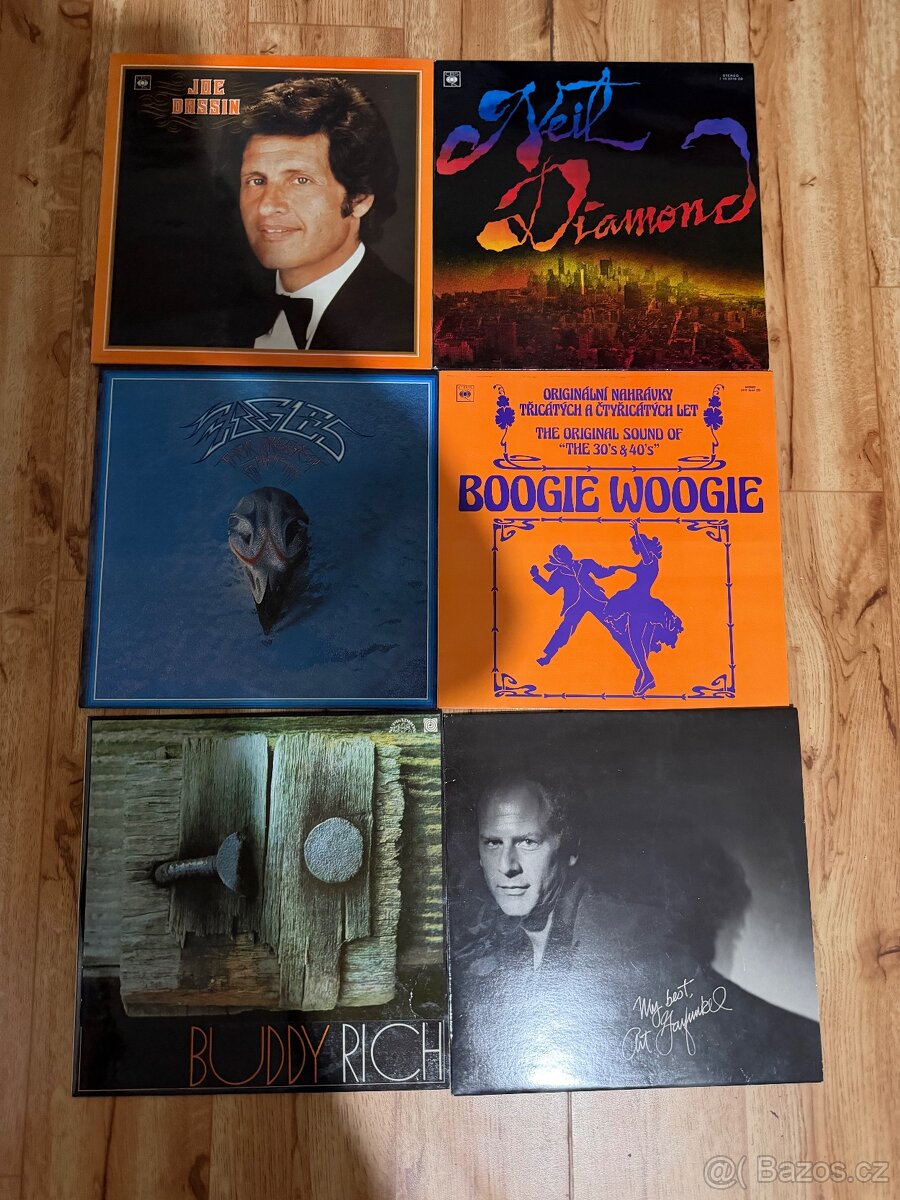 JOE
DASSIN
STEREO
Neil
Diamond
EAGLES
ORIGINÁLNÍ NAHRÁVKY
TŘICÁTÝCH A ČTYŘICÁTÝCH LET
THE ORIGINAL SOUND OF
"THE 30's & 40's"
BOOGIE WOOGIE
BUDDY RICH
My best,
Art Garfunkel
@ Bazos.cz